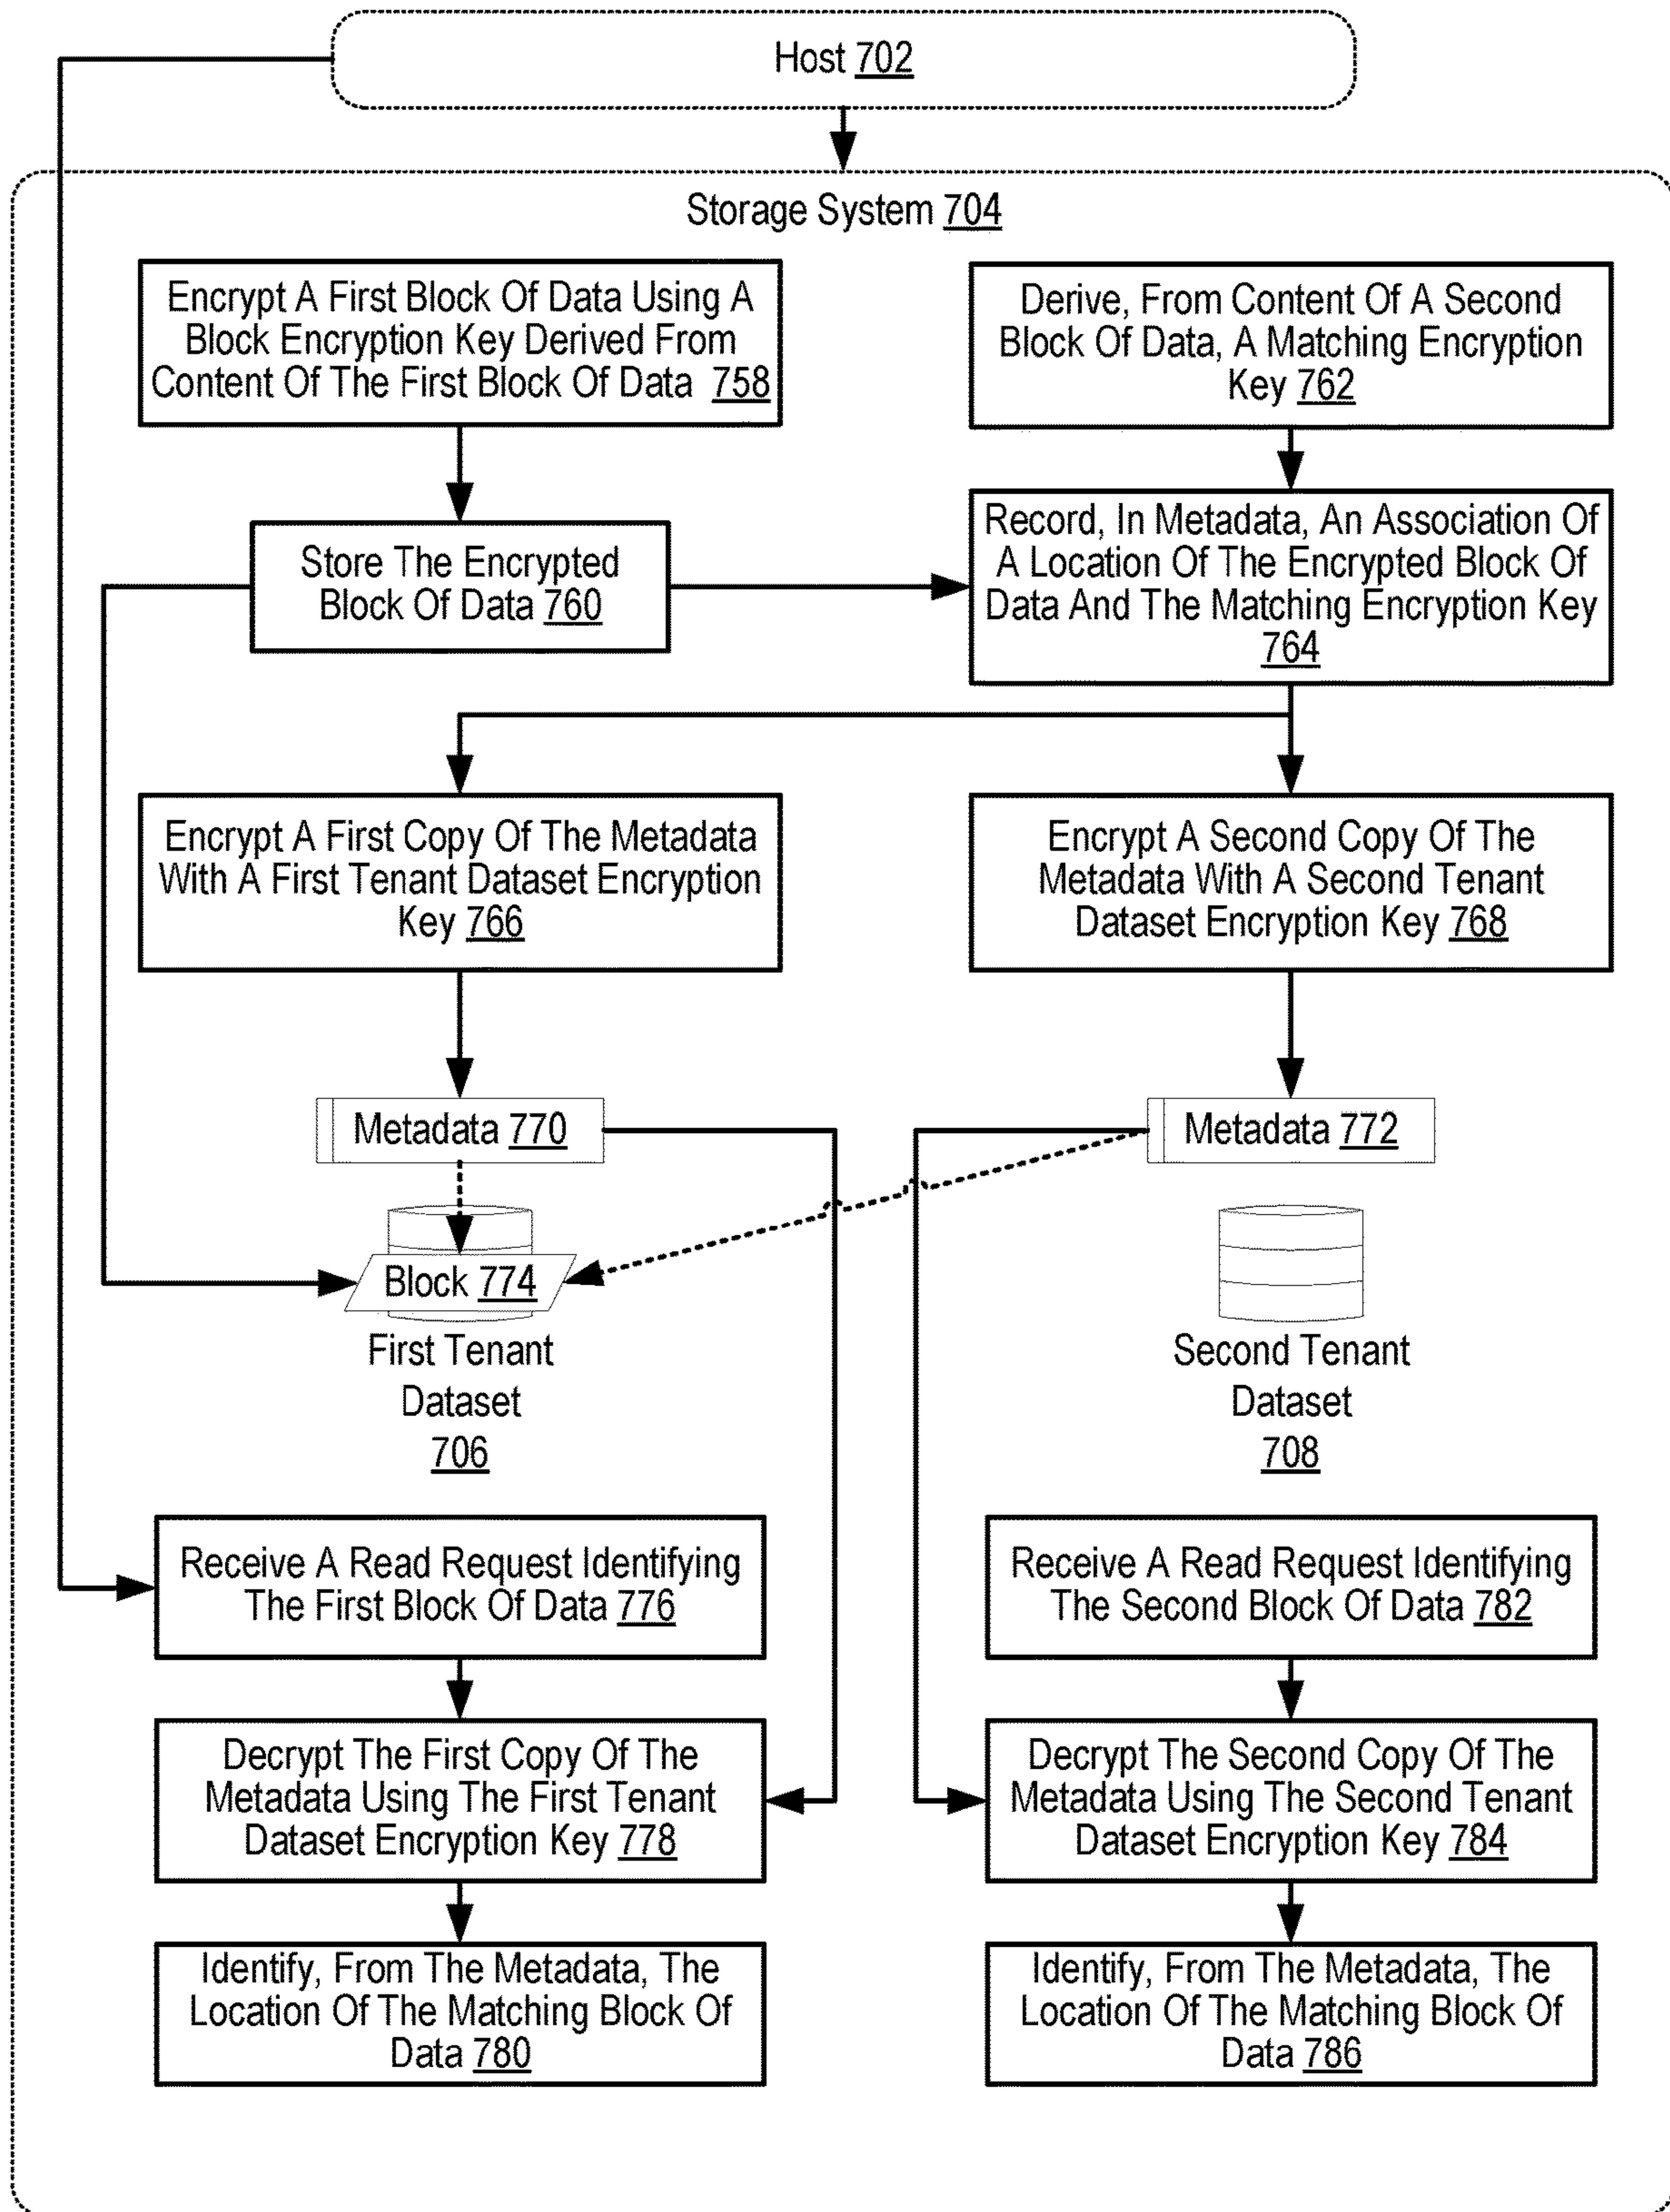 Host 702
Storage System 704
Encrypt A First Block Of Data Using A
Block Encryption Key Derived From
Content Of The First Block Of Data 758
Derive, From Content Of A Second
Block Of Data, A Matching Encryption
Key 762
Store The Encrypted
Block Of Data 760
Record, In Metadata, An Association Of
A Location Of The Encrypted Block Of
Data And The Matching Encryption Key
764
Encrypt A First Copy Of The Metadata
With A First Tenant Dataset Encryption
Key 766
Encrypt A Second Copy Of The
Metadata With A Second Tenant
Dataset Encryption Key 768
Metadata 770
Metadata 772
Block 774
First Tenant
Dataset
706
Second Tenant
Dataset
708
Receive A Read Request Identifying
The First Block Of Data 776
Receive A Read Request Identifying
The Second Block Of Data 782
Decrypt The First Copy Of The
Metadata Using The First Tenant
Dataset Encryption Key 778
Decrypt The Second Copy Of The
Metadata Using The Second Tenant
Dataset Encryption Key 784
Identify, From The Metadata, The
Location Of The Matching Block Of
Data 780
Identify, From The Metadata, The
Location Of The Matching Block Of
Data 786